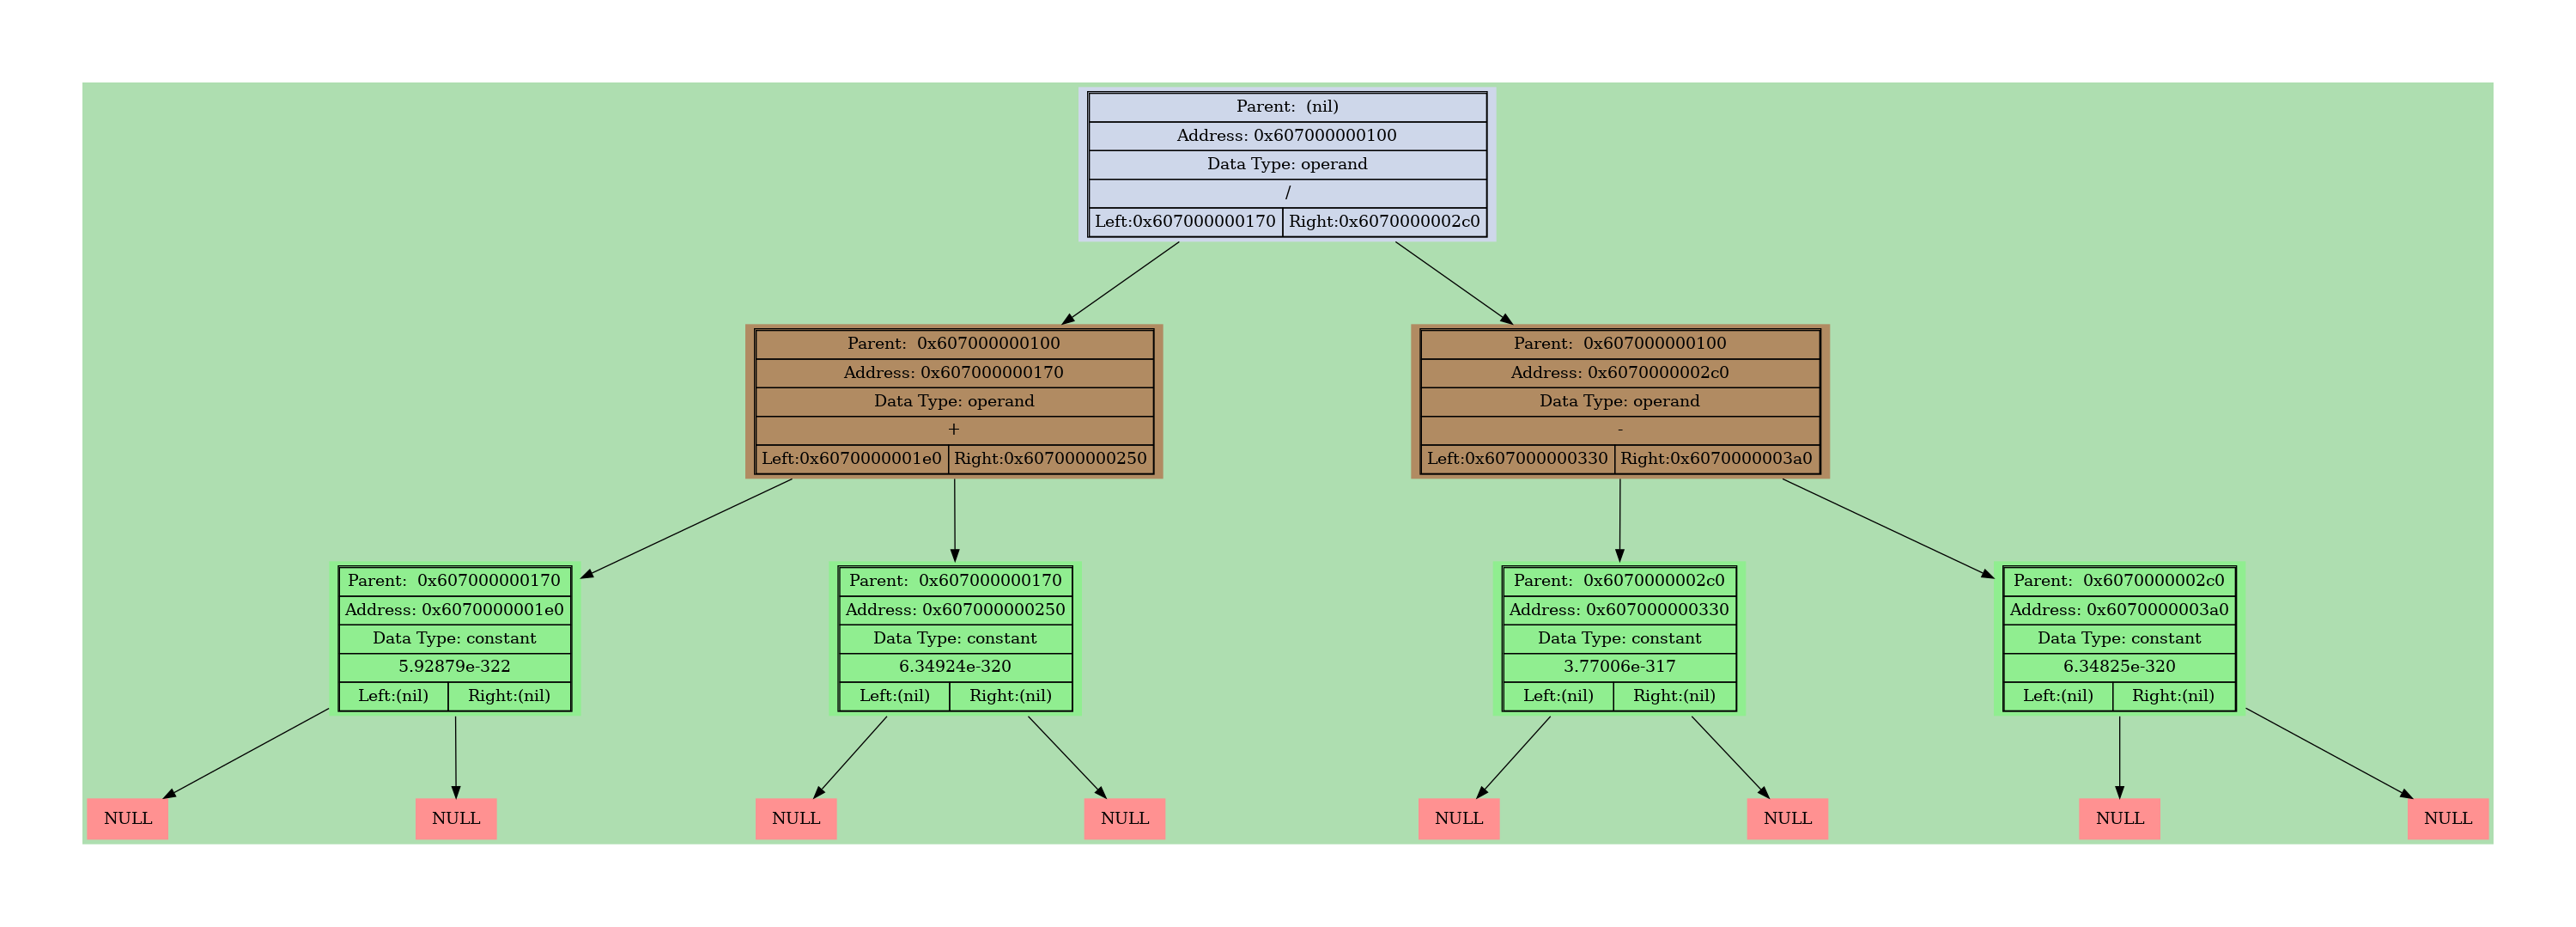 Parent:  (nil)
Address: 0x607000000100
Data Type: operand
/
Left:0x607000000170 Right:0x6070000002c0
Parent:  0x607000000100
Address: 0x607000000170
Data Type: operand
+
Left:0x6070000001e0 Right:0x607000000250
Parent:  0x607000000100
Address: 0x6070000002c0
Data Type: operand
-
Left:0x607000000330 Right:0x6070000003a0
Parent:  0x607000000170
Address: 0x6070000001e0
Data Type: constant
5.92879e-322
Left:(nil) Right:(nil)
Parent:  0x607000000170
Address: 0x607000000250
Data Type: constant
6.34924e-320
Left:(nil) Right:(nil)
Parent:  0x6070000002c0
Address: 0x607000000330
Data Type: constant
3.77006e-317
Left:(nil) Right:(nil)
Parent:  0x6070000002c0
Address: 0x6070000003a0
Data Type: constant
6.34825e-320
Left:(nil) Right:(nil)
NULL NULL NULL NULL NULL NULL NULL NULL